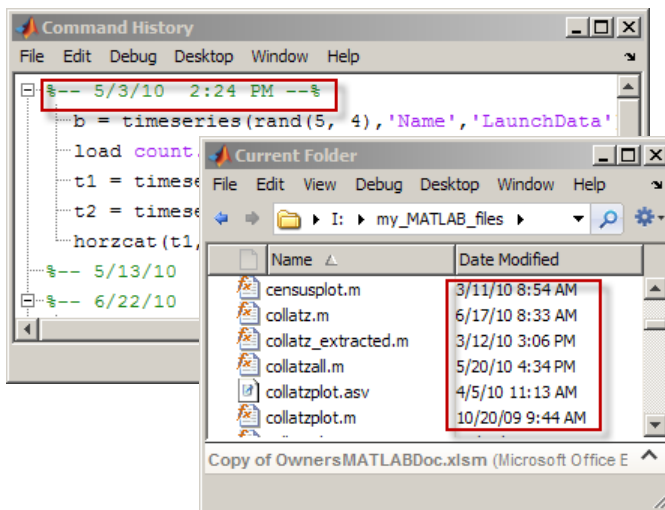 Command History
File Edit Debug Desktop Window Help
%-- 5/3/10 2:24 PM --%
b = timeseries(rand(5, 4),'Name','LaunchData'
load count.
t1 = timese
t2 = timese
horzcat(t1,
%-- 5/13/10
%-- 6/22/10
Current Folder
File Edit View Debug Desktop Window Help
I: my_MATLAB_files
Name Date Modified
censusplot.m 3/11/10 8:54 AM
collatz.m 6/17/10 8:33 AM
collatz_extracted.m 3/12/10 3:06 PM
collatzall.m 5/20/10 4:34 PM
collatzplot.asv 4/5/10 11:13 AM
collatzplot.m 10/20/09 9:44 AM
Copy of OwnersMATLABDoc.xlsm (Microsoft Office E